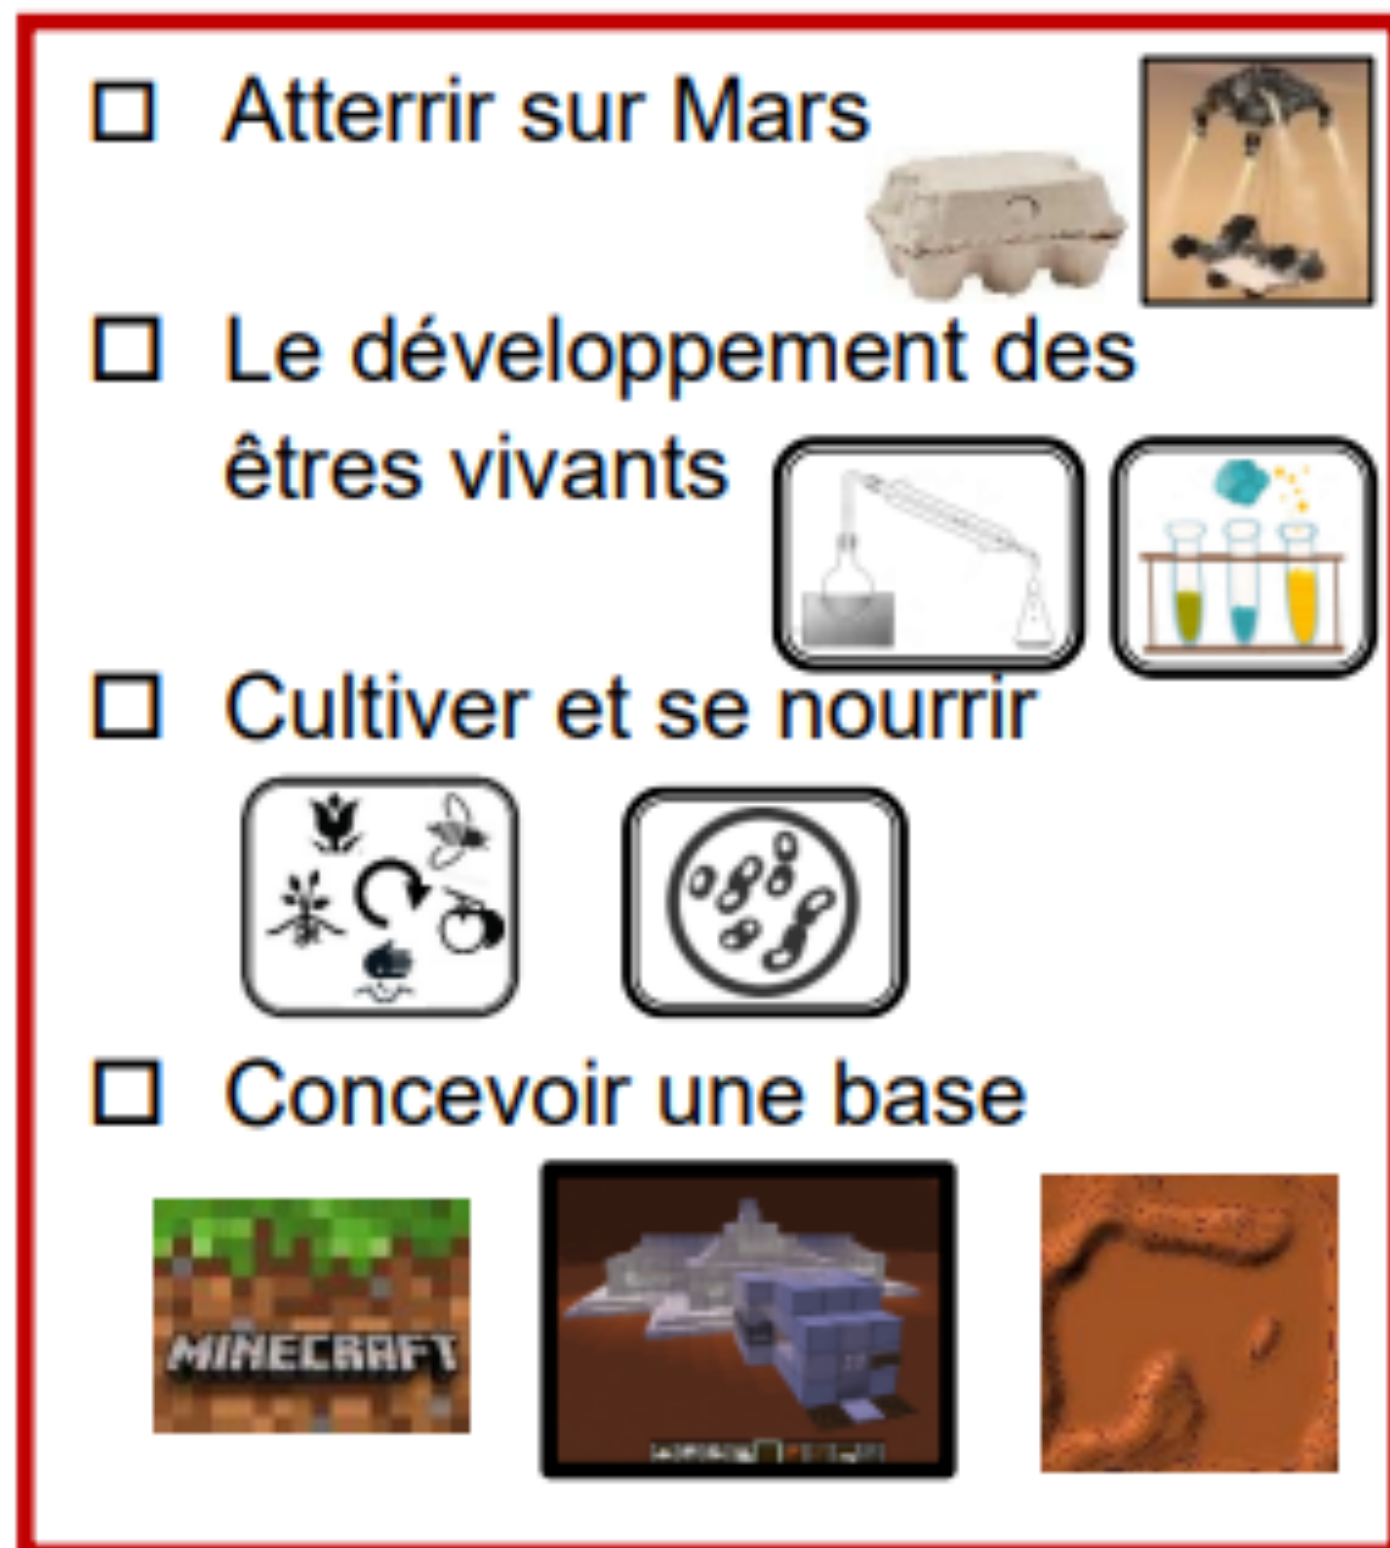 Atterrir sur Mars
Le développement des
êtres vivants
Cultiver et se nourrir
Concevoir une base
MINECRAFT